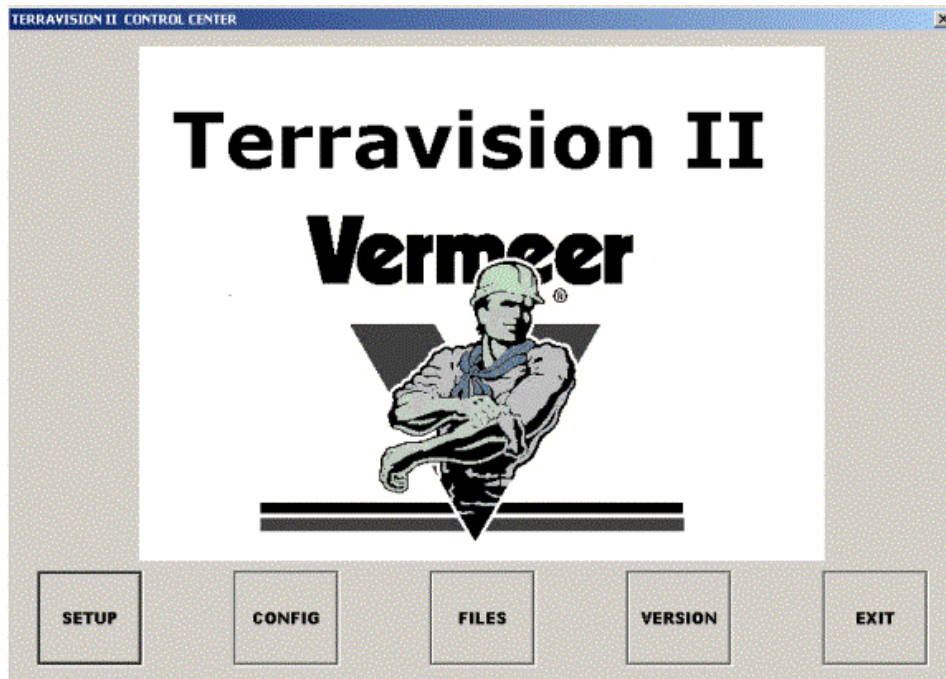 TERRAVISION II CONTROL CENTER
Terravision II
Vermeer
®
SETUP CONFIG FILES VERSION EXIT